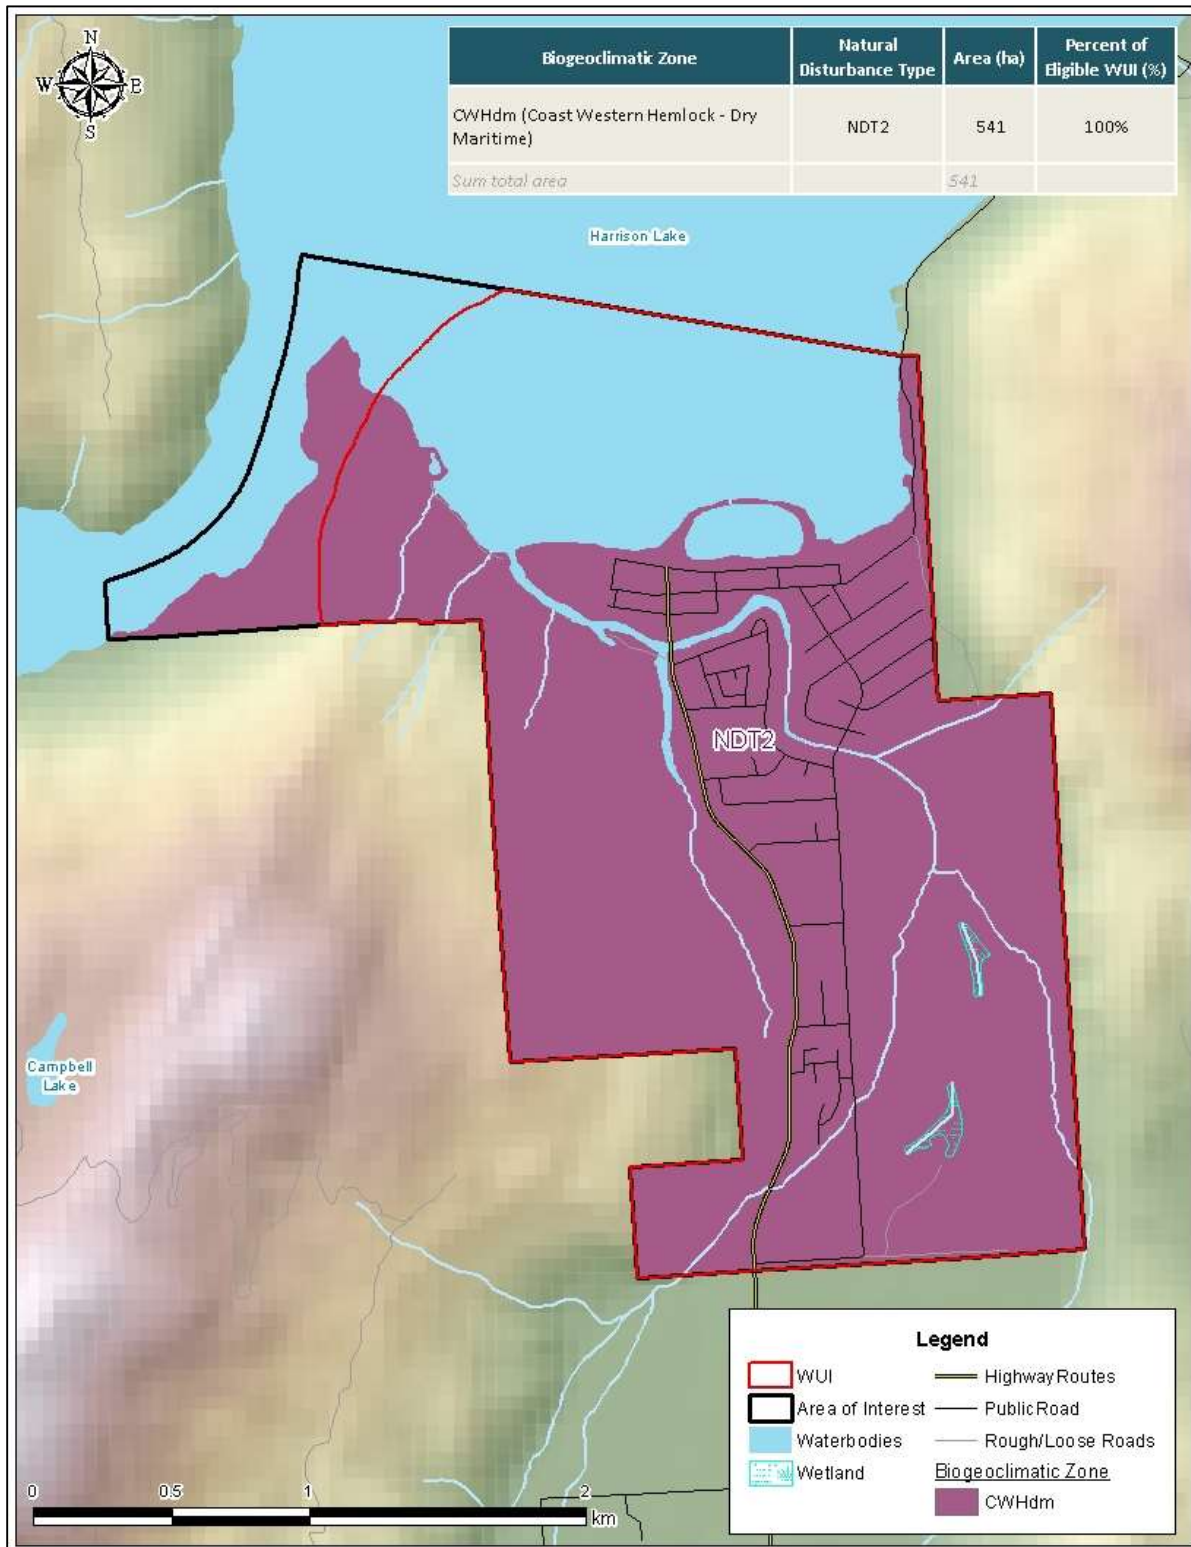 N
W E
S
Biogeoclimatic Zone
Natural
Disturbance Type
Area (ha)
Percent of
Eligible WUI (%)
CWHdm (Coast Western Hemlock - Dry
Maritime)
NDT2
541
100%
Sum total area
541
Harrison Lake
NDT2
Campbell
Lake
Legend
WUI
Highway Routes
Area of Interest
Public Road
Waterbodies
Rough/Loose Roads
Wetland
Biogeoclimatic Zone
CWHdm
0 0.5 1 2
km